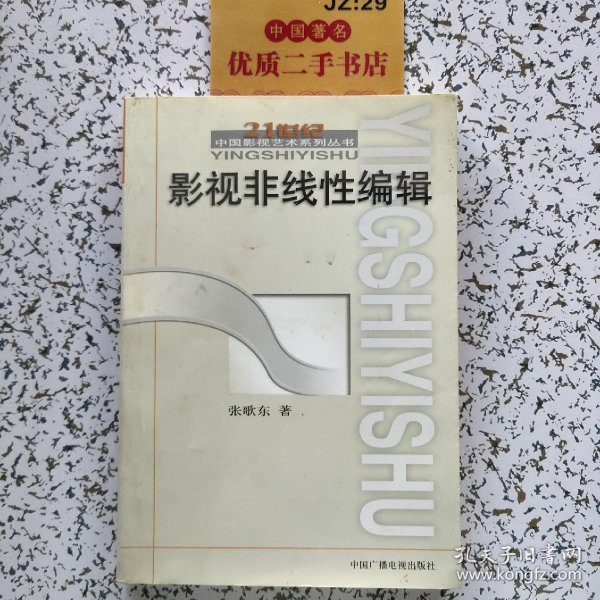 JZ:29
中国著名
优质二手书店
21世纪
中国影视艺术系列丛书
YINGSHIYISHU
影视非线性编辑
YINGSHIYISHU
张歌东 著
中国广播电视出版社
孔夫子旧书网
www.kongfz.com